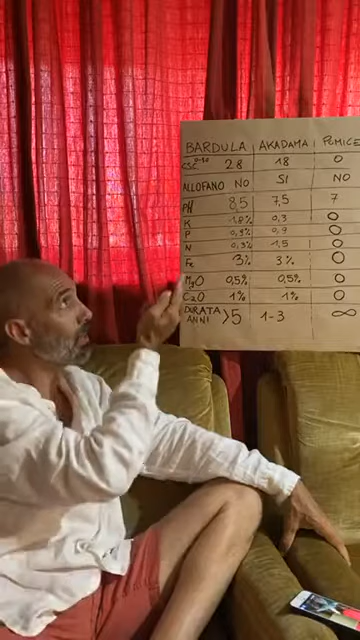 BARDULA AKADAMA POMICE
CSC 28 18 0
ALLOFANO NO SI NO
PH 8,5 7,5 7
K 1,8% 0,3 0
P 0,9% 0,9 0
N 0,3% 1,5 0
Fe 3% 3% 0
MgO 0,5% 0,5% 0
CaO 1% 1% 0
DURATA
ANNI >5 1-3 ∞